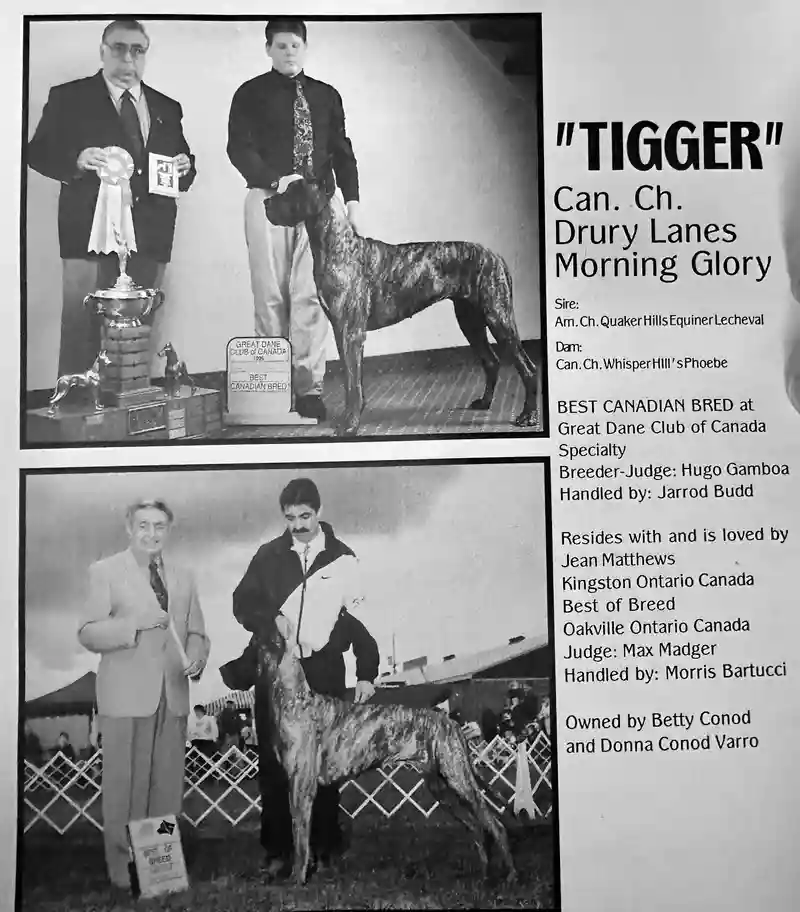 "TIGGER"
Can. Ch.
Drury Lanes
Morning Glory
Sire:
Am. Ch. Quaker Hills Equiner Lecheval
Dam:
Can. Ch. Whisper HIll's Phoebe
BEST CANADIAN BRED at
Great Dane Club of Canada
Specialty
Breeder-Judge: Hugo Gamboa
Handled by: Jarrod Budd
Resides with and is loved by
Jean Matthews
Kingston Ontario Canada
Best of Breed
Oakville Ontario Canada
Judge: Max Madger
Handled by: Morris Bartucci
Owned by Betty Conod
and Donna Conod Varro
GREAT DANE
CLUB of CANADA
BEST
CANADIAN BRED
BEST OF
BREED